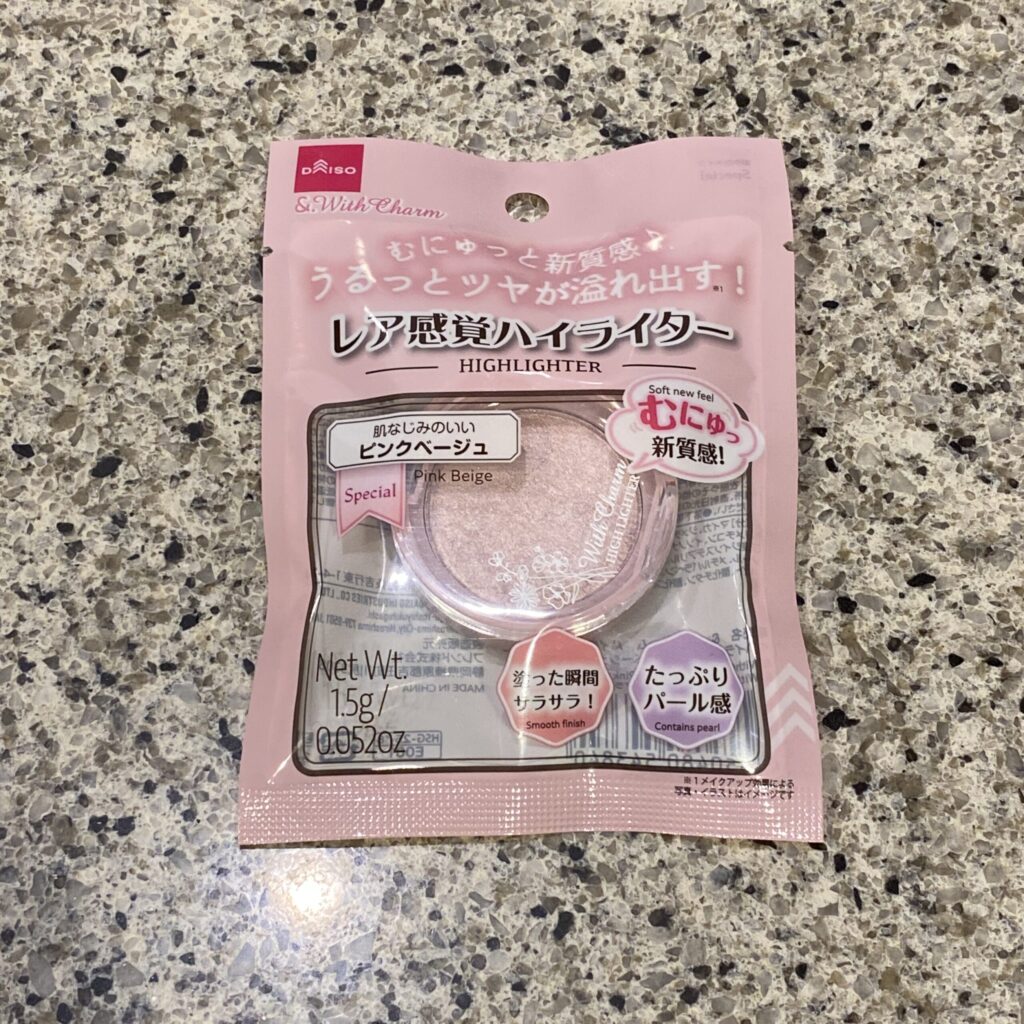 DAISO
&.With Charm
むにゅっと新質感♪
うるっとツヤが溢れ出す!
※1
レア感覚ハイライター
HIGHLIGHTER
Soft new feel
むにゅっ
新質感!
肌なじみのいい
ピンクベージュ
Pink Beige
Special
With Charm
HIGHLIGHTER
Net Wt.
1.5g/
0.052oz
塗った瞬間
サラサラ!
Smooth finish
たっぷり
パール感
Contains pearl
MADE IN CHINA
※1メイクアップ効果による
写真・イラストはイメージです